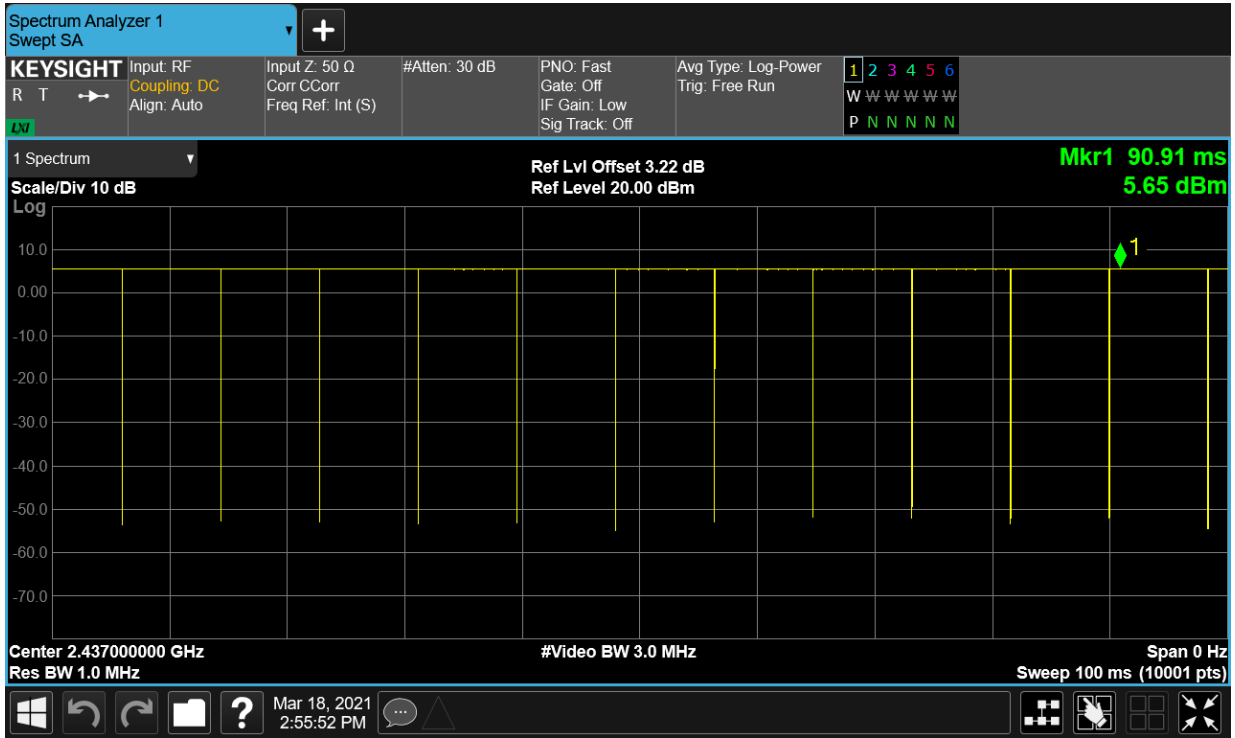 Spectrum Analyzer 1
Swept SA
+
KEYSIGHT Input: RF Input Z: 50 Ω #Atten: 30 dB PNO: Fast Avg Type: Log-Power 1 2 3 4 5 6
R T Coupling: DC Corr CCorr Gate: Off Trig: Free Run W W W W W W
Align: Auto Freq Ref: Int (S) IF Gain: Low
LXI Sig Track: Off P N N N N N
1 Spectrum Ref Lvl Offset 3.22 dB Mkr1 90.91 ms
Scale/Div 10 dB Ref Level 20.00 dBm 5.65 dBm
Log
1
10.0
0.00
-10.0
-20.0
-30.0
-40.0
-50.0
-60.0
-70.0
Center 2.437000000 GHz #Video BW 3.0 MHz Span 0 Hz
Res BW 1.0 MHz Sweep 100 ms (10001 pts)
? Mar 18, 2021
2:55:52 PM